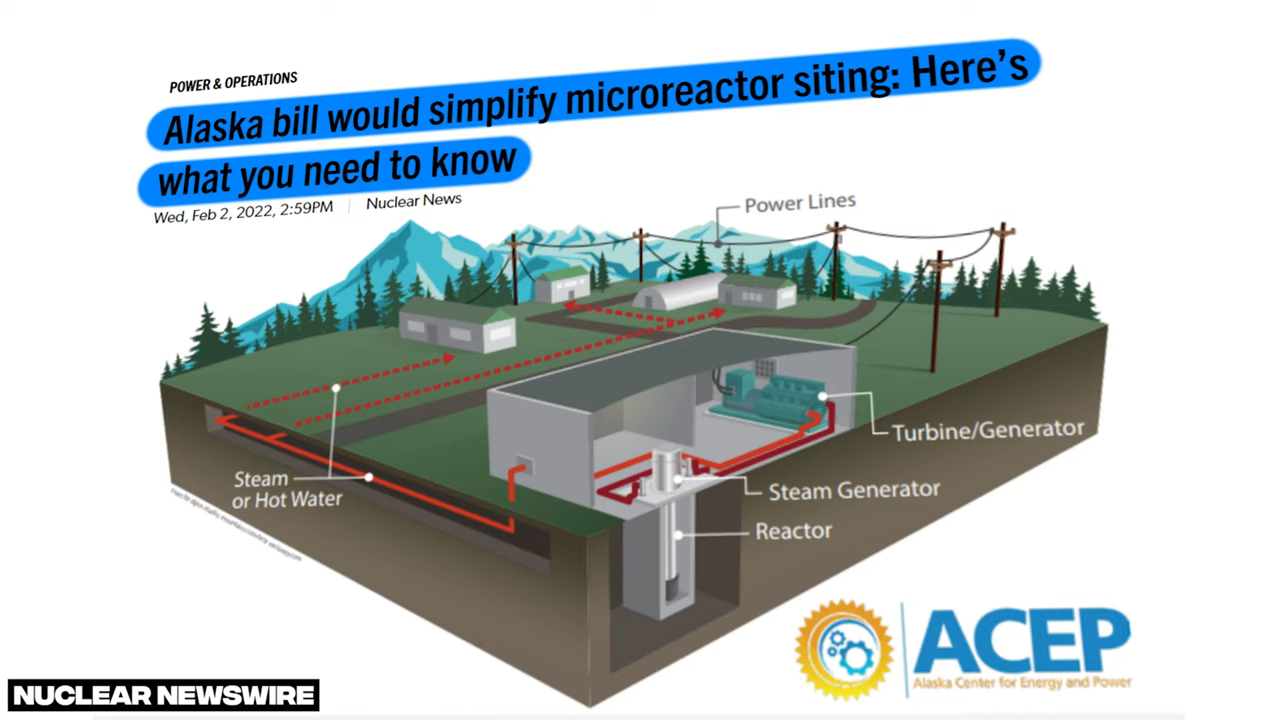 POWER & OPERATIONS
Alaska bill would simplify microreactor siting: Here's
what you need to know
Wed, Feb 2, 2022, 2:59PM | Nuclear News
Power Lines
Turbine/Generator
Steam
or Hot Water
Steam Generator
Reactor
ACEP
Alaska Center for Energy and Power
NUCLEAR NEWSWIRE